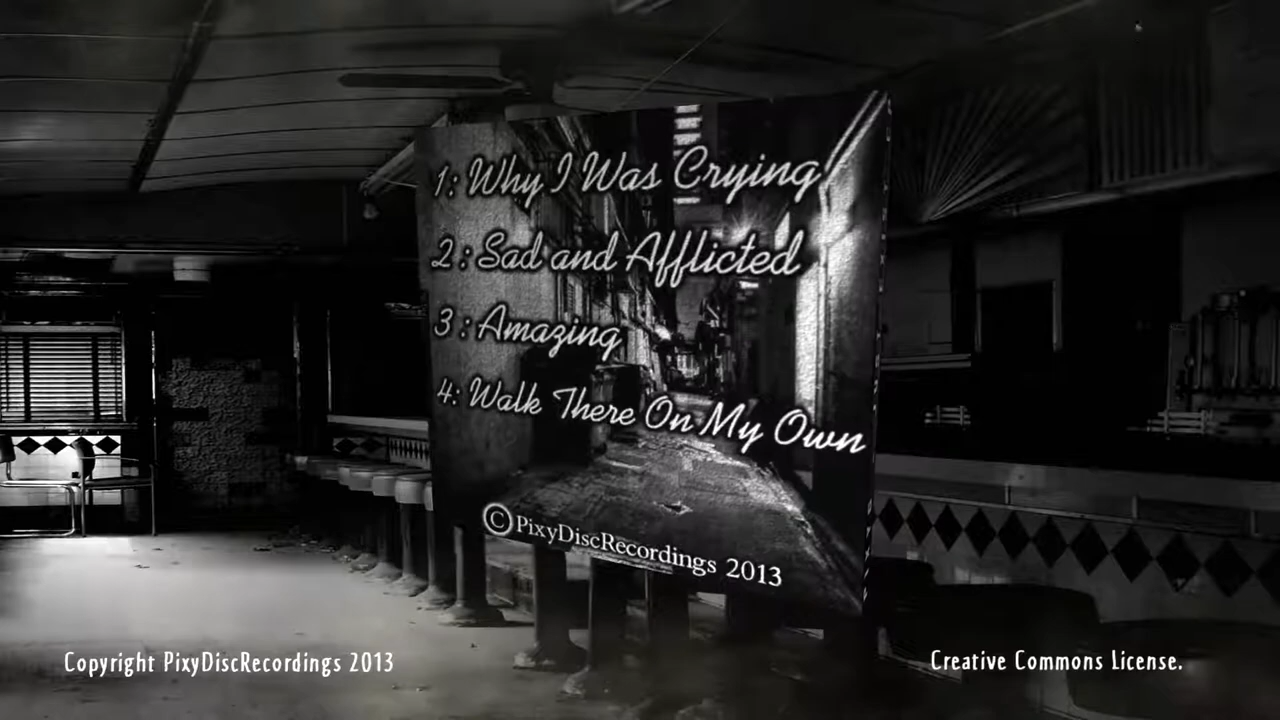 1: Why I Was Crying
2: Sad and Afflicted
3: Amazing
4: Walk There On My Own
© PixyDiscRecordings 2013
Copyright PixyDiscRecordings 2013
Creative Commons License.